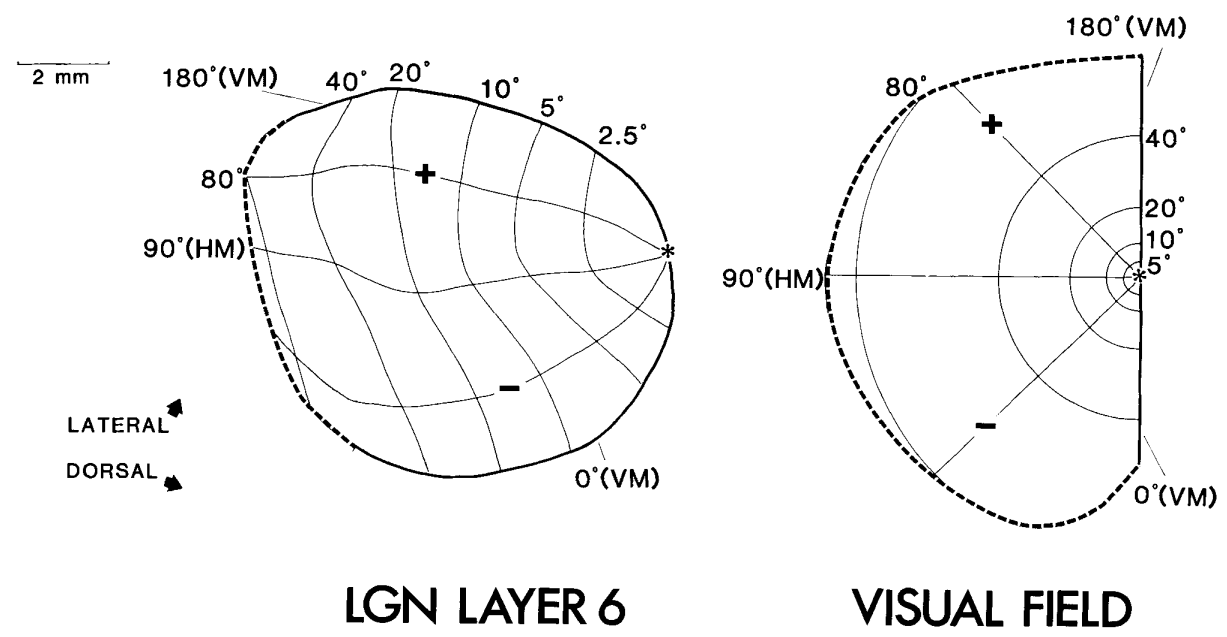 2 mm
180°(VM)
40°
20°
10°
5°
2.5°
80°
+
90°(HM)
*
−
LATERAL
DORSAL
0°(VM)
LGN LAYER 6
180°(VM)
80°
+
40°
20°
10°
5°
90°(HM)
*
−
0°(VM)
VISUAL FIELD